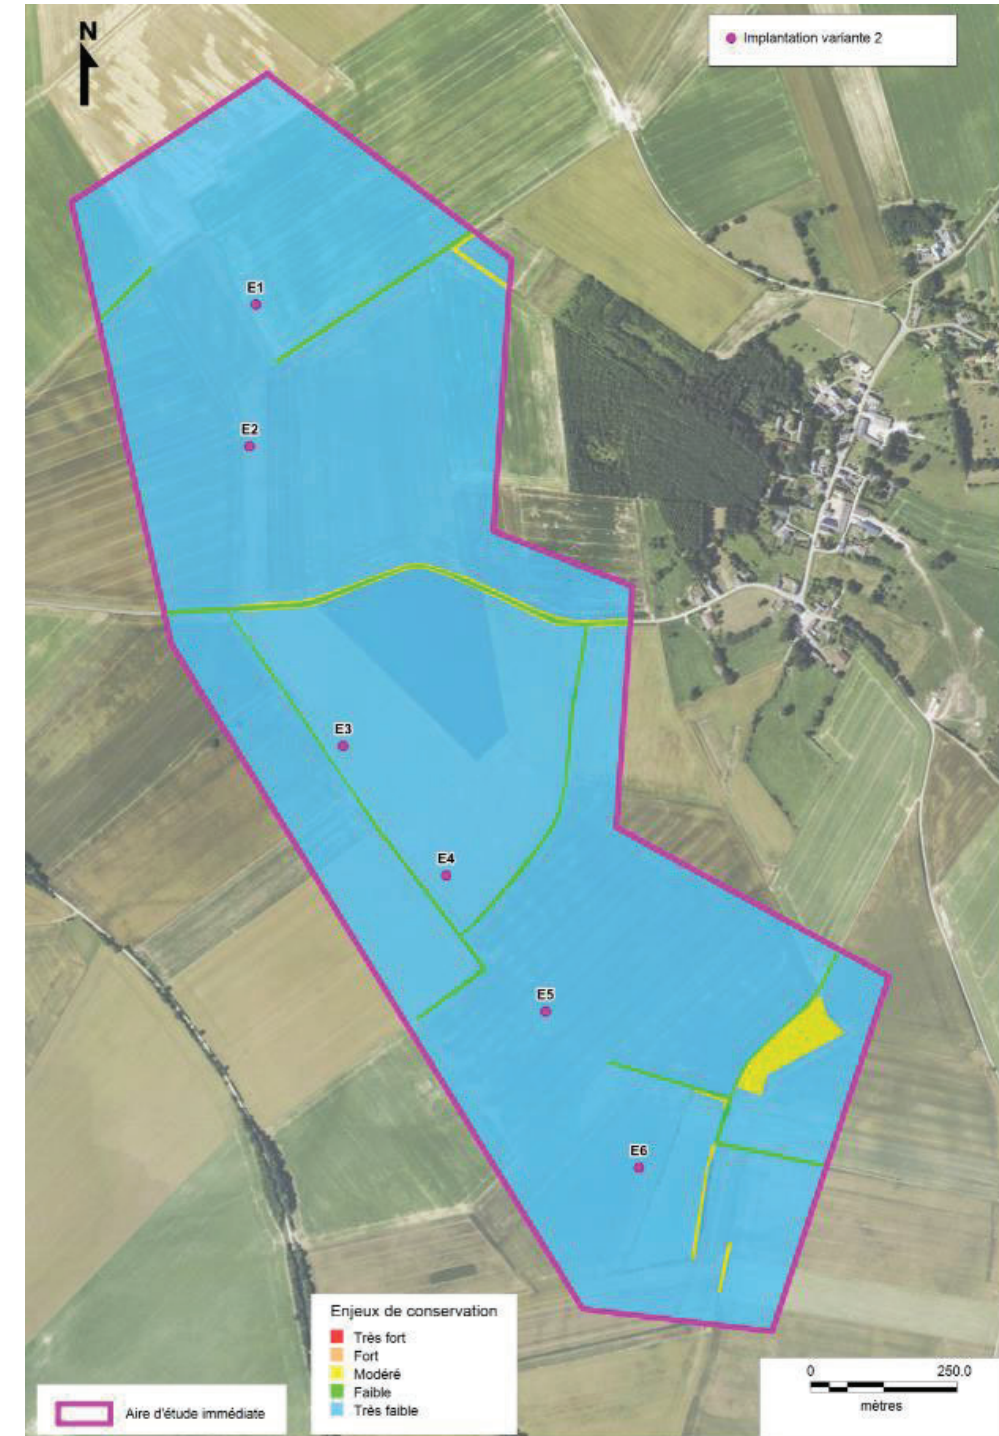 N
Implantation variante 2
E1
E2
E3
E4
E5
E6
Enjeux de conservation
Très fort
Fort
Modéré
Faible
Très faible
Aire d'étude immédiate
0 250.0
mètres